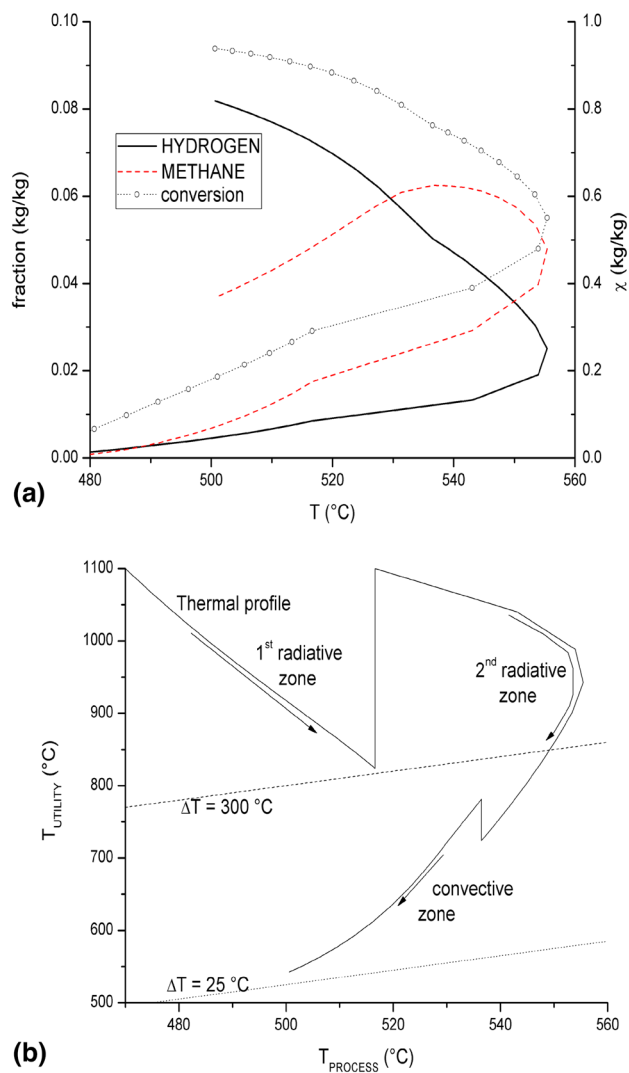 0.10
0.08
0.06
0.04
0.02
0.00
fraction (kg/kg)
HYDROGEN
METHANE
conversion
1.0
0.8
0.6
0.4
0.2
0.0
χ (kg/kg)
480
500
520
540
560
T (°C)
(a)
1100
1000
900
800
700
600
500
T_UTILITY (°C)
Thermal profile
1st radiative
zone
2nd radiative
zone
ΔT = 300 °C
convective
zone
ΔT = 25 °C
480
500
520
540
560
T_PROCESS (°C)
(b)